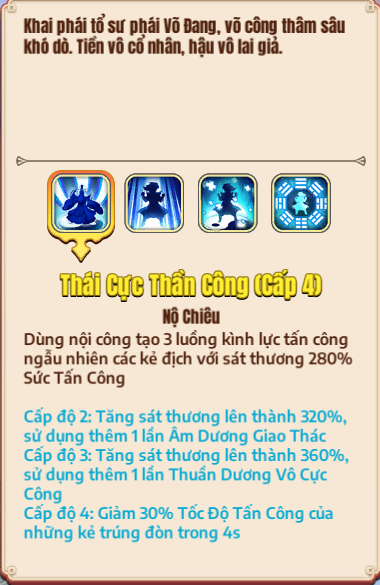 Khai phái tổ sư phái Võ Đang, võ công thâm sâu
khó dò. Tiền vô cổ nhân, hậu vô lai giả.
Thái Cực Thần Công (Cấp 4)
Nộ Chiêu
Dùng nội công tạo 3 luồng kình lực tấn công
ngẫu nhiên các kẻ địch với sát thương 280%
Sức Tấn Công
Cấp độ 2: Tăng sát thương lên thành 320%,
sử dụng thêm 1 lần Âm Dương Giao Thác
Cấp độ 3: Tăng sát thương lên thành 360%,
sử dụng thêm 1 lần Thuần Dương Vô Cực
Công
Cấp độ 4: Giảm 30% Tốc Độ Tấn Công của
những kẻ trúng đòn trong 4s